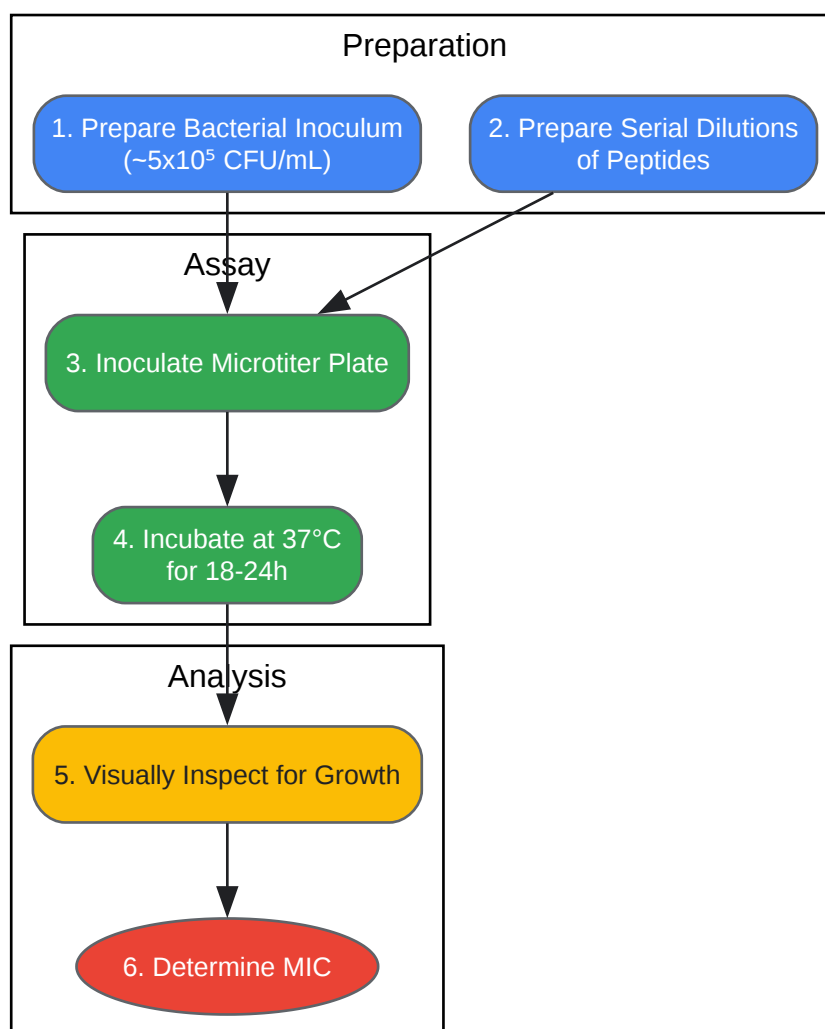 Preparation
1. Prepare Bacterial Inoculum
(~5x10⁵ CFU/mL)
2. Prepare Serial Dilutions
of Peptides
Assay
3. Inoculate Microtiter Plate
4. Incubate at 37°C
for 18-24h
Analysis
5. Visually Inspect for Growth
6. Determine MIC